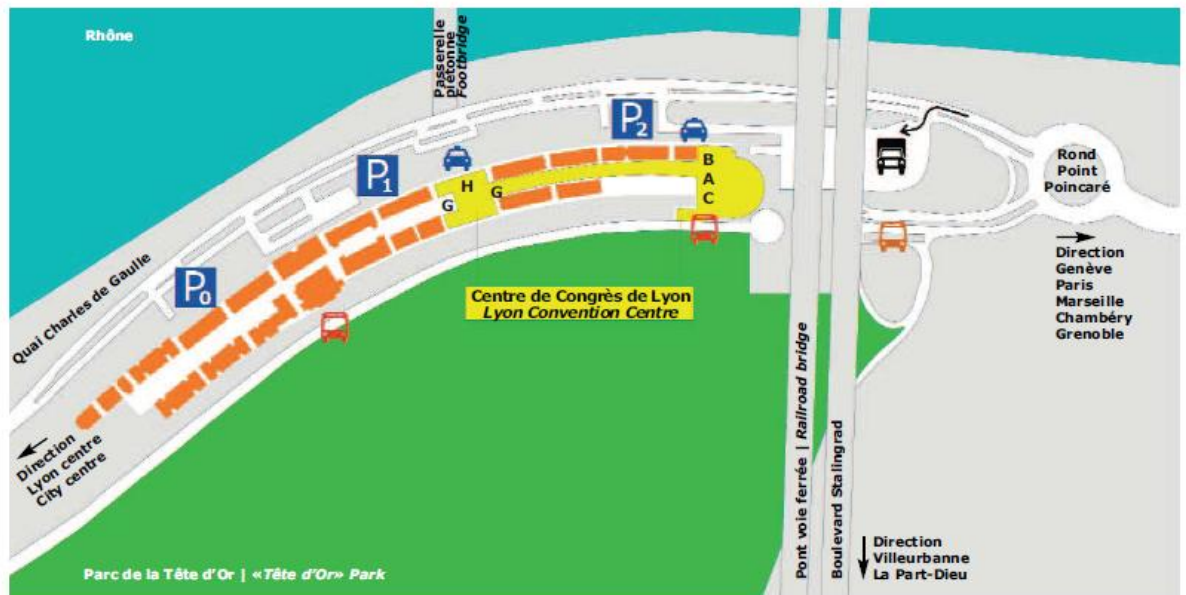 Rhône
Passerelle
piétonne
Footbridge
P2
B
A
C
P1
H
G
G
Rond
Point
Poincaré
Quai Charles de Gaulle
P0
Direction
Genève
Paris
Marseille
Chambéry
Grenoble
Centre de Congrès de Lyon
Lyon Convention Centre
Direction
Lyon centre
City centre
Pont voie ferrée | Railroad bridge
Boulevard Stalingrad
Direction
Villeurbanne
La Part-Dieu
Parc de la Tête d'Or | «Tête d'Or» Park